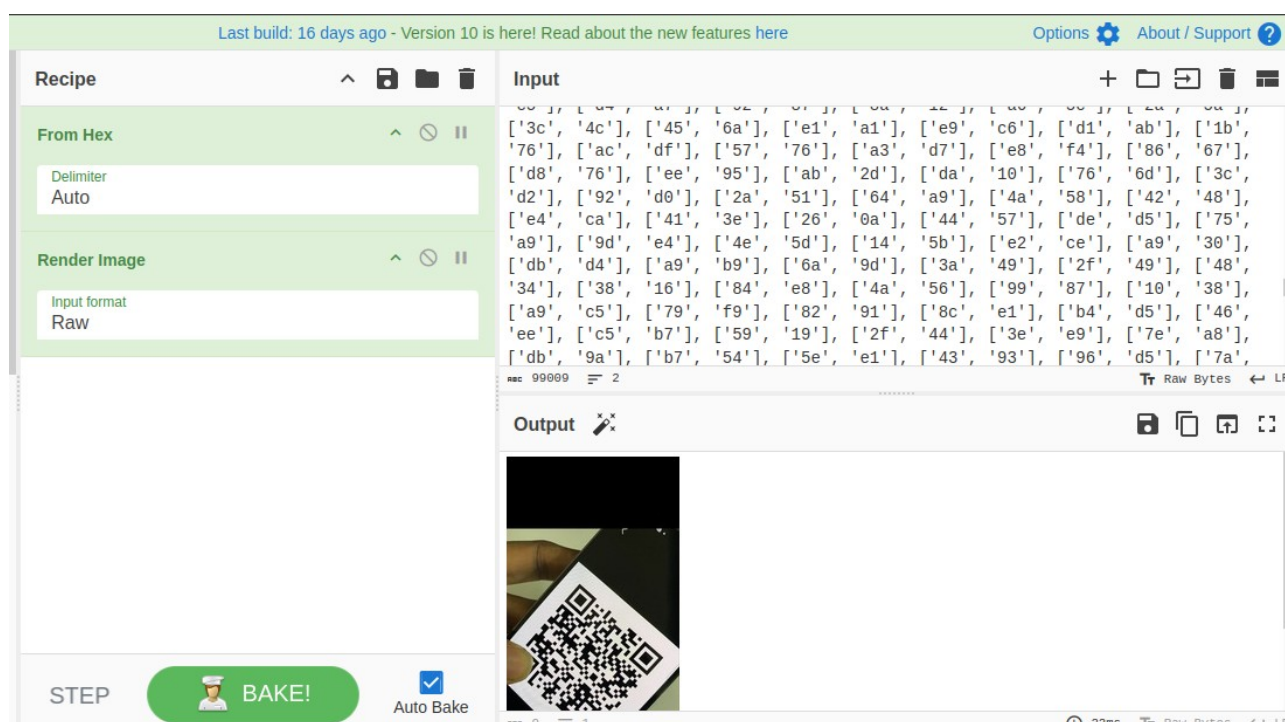 Last build: 16 days ago - Version 10 is here! Read about the new features here
Options
About / Support
Recipe
From Hex
Delimiter
Auto
Render Image
Input format
Raw
STEP
BAKE!
Auto Bake
Input
['3c', '4c'], ['45', '6a'], ['e1', 'a1'], ['e9', 'c6'], ['d1', 'ab'], ['1b',
'76'], ['ac', 'df'], ['57', '76'], ['a3', 'd7'], ['e8', 'f4'], ['86', '67'],
['d8', '76'], ['ee', '95'], ['ab', '2d'], ['da', '10'], ['76', '6d'], ['3c',
'd2'], ['92', 'd0'], ['2a', '51'], ['64', 'a9'], ['4a', '58'], ['42', '48'],
['e4', 'ca'], ['41', '3e'], ['26', '0a'], ['44', '57'], ['de', 'd5'], ['75',
'a9'], ['9d', 'e4'], ['4e', '5d'], ['14', '5b'], ['e2', 'ce'], ['a9', '30'],
['db', 'd4'], ['a9', 'b9'], ['6a', '9d'], ['3a', '49'], ['2f', '49'], ['48',
'34'], ['38', '16'], ['84', 'e8'], ['4a', '56'], ['99', '87'], ['10', '38'],
['a9', 'c5'], ['79', 'f9'], ['82', '91'], ['8c', 'e1'], ['b4', 'd5'], ['46',
'ee'], ['c5', 'b7'], ['59', '19'], ['2f', '44'], ['3e', 'e9'], ['7e', 'a8'],
['db', '9a'], ['b7', '54'], ['5e', 'e1'], ['43', '93'], ['96', 'd5'], ['7a',
ABC 99009 2
Tт Raw Bytes
Output